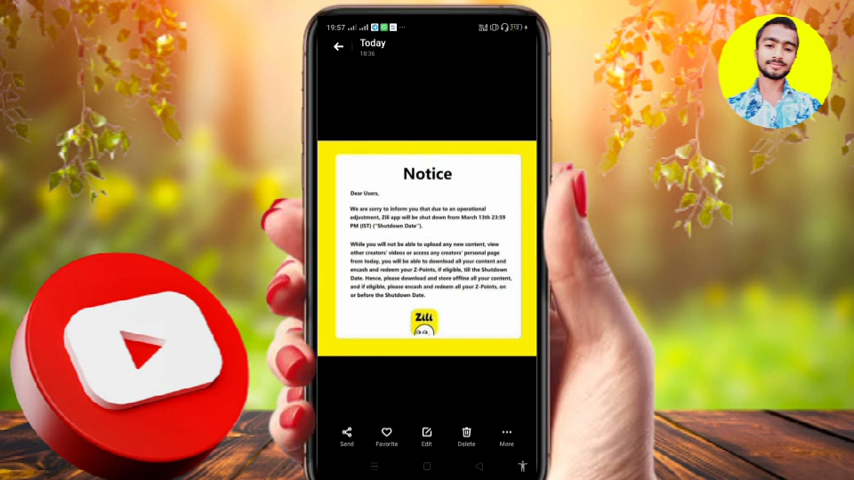 19:57
Today
18:36
Notice
Dear Users,
We are sorry to inform you that due to an operational
adjustment, Zili app will be shut down from March 13th 23:59
PM (IST) ("Shutdown Date").
While you will not be able to upload any new content, view
other creators' videos or access any creators' personal page
from today, you will be able to download all your content and
encash and redeem your Z-Points, if eligible, till the Shutdown
Date. Hence, please download and store offline all your content,
and if eligible, please encash and redeem all your Z-Points, on
or before the Shutdown Date.
Zili
Send Favorite Edit Delete More